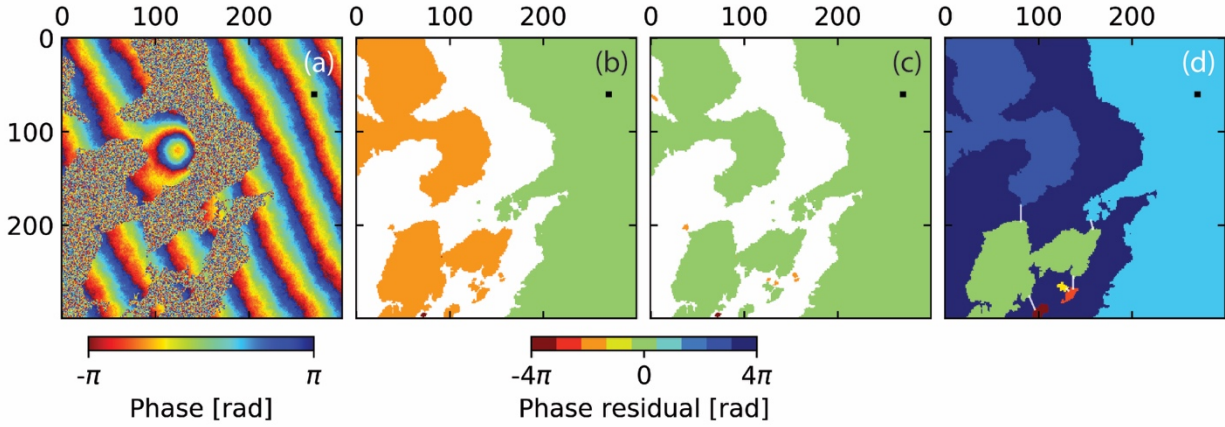 0 100 200 0 100 200 0 100 200 0 100 200
0 (a) (b) (c) (d)
100
200
-π π -4π 0 4π
Phase [rad] Phase residual [rad]